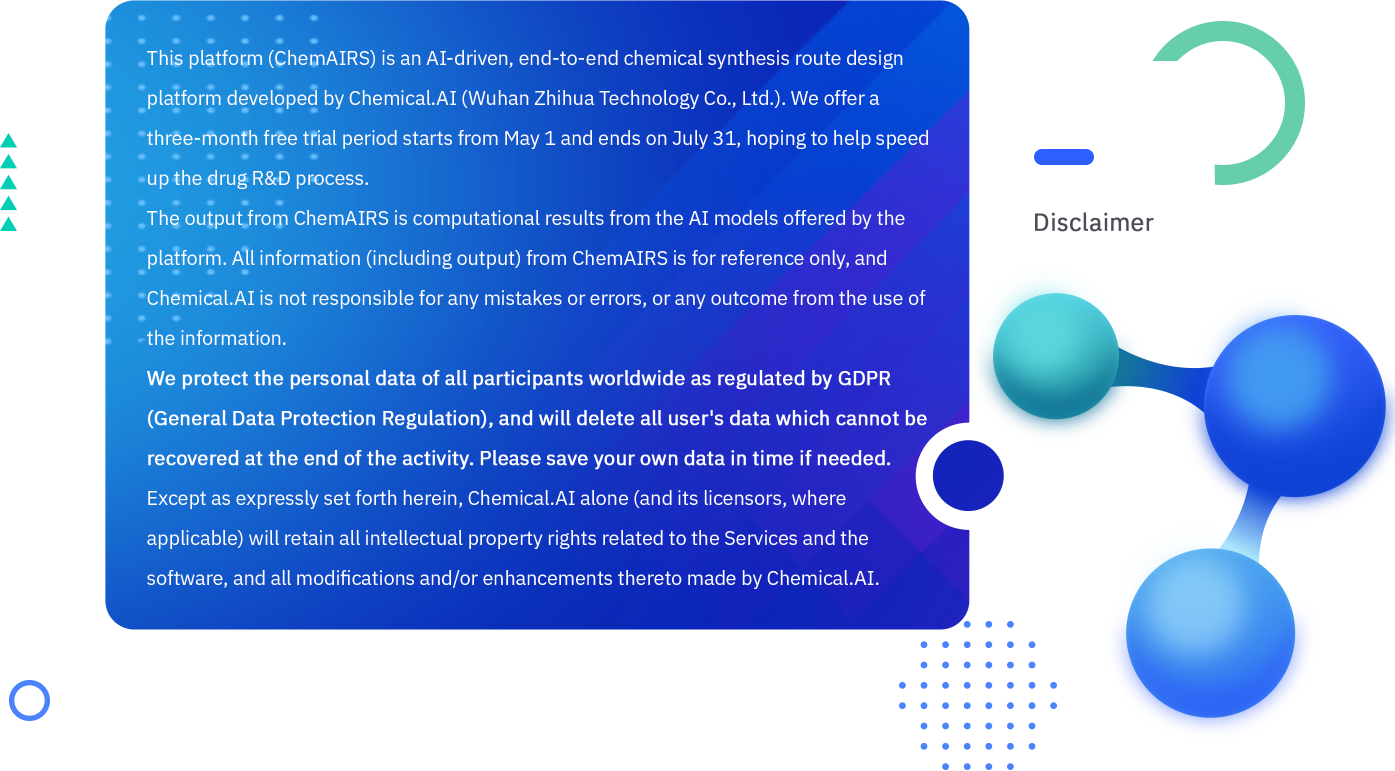 This platform (ChemAIRS) is an AI-driven, end-to-end chemical synthesis route design
platform developed by Chemical.AI (Wuhan Zhihua Technology Co., Ltd.). We offer a
three-month free trial period starts from May 1 and ends on July 31, hoping to help speed
up the drug R&D process.
The output from ChemAIRS is computational results from the AI models offered by the
platform. All information (including output) from ChemAIRS is for reference only, and
Chemical.AI is not responsible for any mistakes or errors, or any outcome from the use of
the information.
We protect the personal data of all participants worldwide as regulated by GDPR
(General Data Protection Regulation), and will delete all user's data which cannot be
recovered at the end of the activity. Please save your own data in time if needed.
Except as expressly set forth herein, Chemical.AI alone (and its licensors, where
applicable) will retain all intellectual property rights related to the Services and the
software, and all modifications and/or enhancements thereto made by Chemical.AI.
Disclaimer